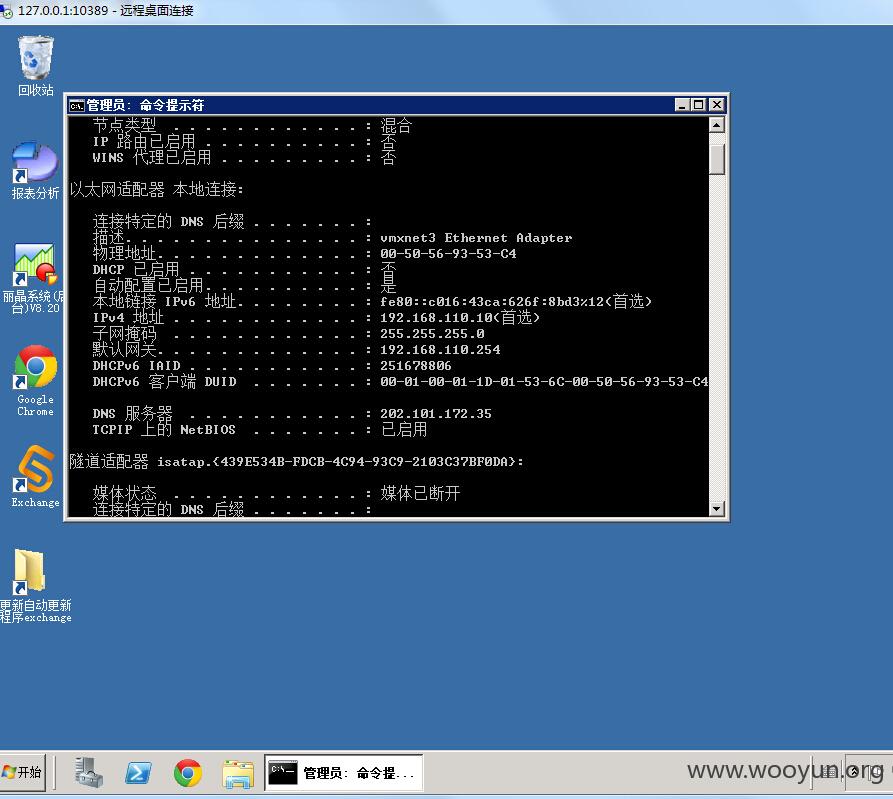 127.0.0.1:10389 - 远程桌面连接
回收站
报表分析
丽晶系统(后
台)V8.20
Google
Chrome
Exchange
更新自动更新
程序exchange
管理员: 命令提示符
节点类型 . . . . . . . . . . . . : 混合
IP 路由已启用 . . . . . . . . . . : 否
WINS 代理已启用 . . . . . . . . . : 否
以太网适配器 本地连接:
连接特定的 DNS 后缀 . . . . . . . :
描述. . . . . . . . . . . . . . . : vmxnet3 Ethernet Adapter
物理地址. . . . . . . . . . . . . : 00-50-56-93-53-C4
DHCP 已启用 . . . . . . . . . . . : 否
自动配置已启用. . . . . . . . . . : 是
本地链接 IPv6 地址. . . . . . . . : fe80::c016:43ca:626f:8bd3%12(首选)
IPv4 地址 . . . . . . . . . . . . : 192.168.110.10(首选)
子网掩码 . . . . . . . . . . . . : 255.255.255.0
默认网关. . . . . . . . . . . . . : 192.168.110.254
DHCPv6 IAID . . . . . . . . . . . : 251678806
DHCPv6 客户端 DUID . . . . . . . : 00-01-00-01-1D-01-53-6C-00-50-56-93-53-C4
DNS 服务器 . . . . . . . . . . . : 202.101.172.35
TCPIP 上的 NetBIOS . . . . . . . : 已启用
隧道适配器 isatap.{439E534B-FDCB-4C94-93C9-2103C37BF0DA}:
媒体状态 . . . . . . . . . . . . : 媒体已断开
连接特定的 DNS 后缀 . . . . . . . :
开始
管理员: 命令提...
www.wooyun.org